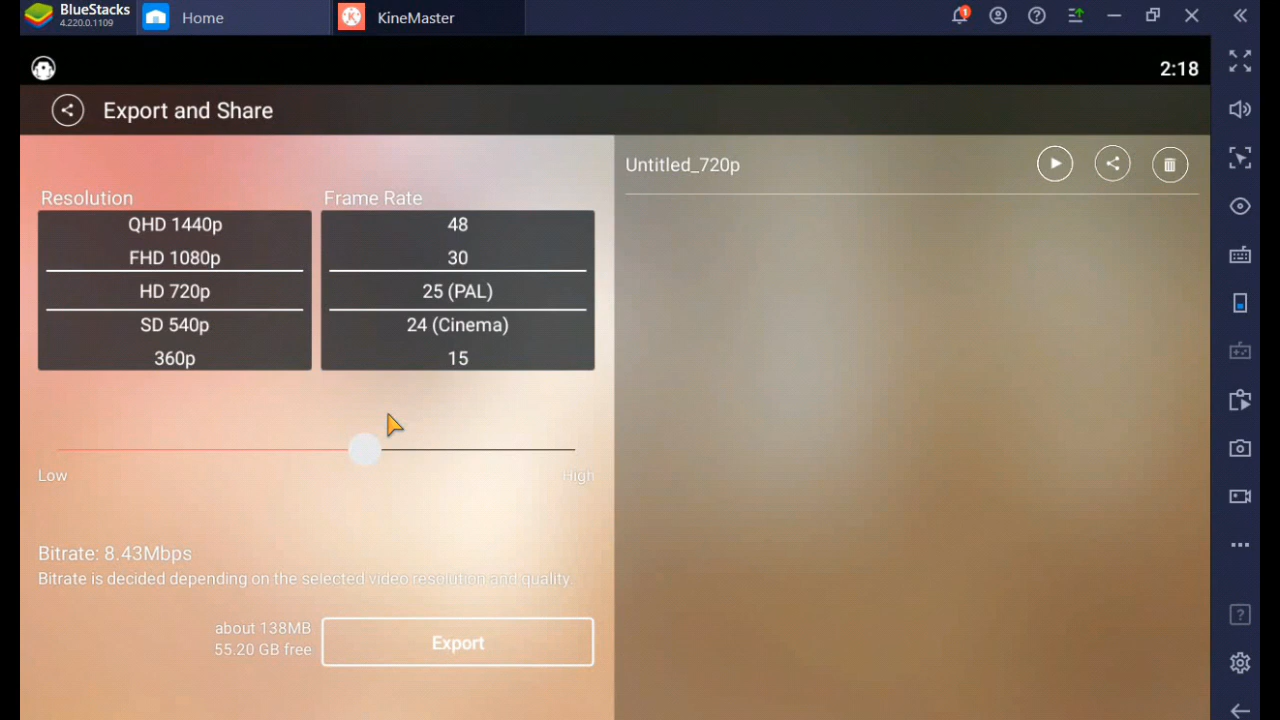 BlueStacks
4.220.0.1109
Home
KineMaster
2:18
Export and Share
Untitled_720p
Resolution
Frame Rate
QHD 1440p
48
FHD 1080p
30
HD 720p
25 (PAL)
SD 540p
24 (Cinema)
360p
15
Low
High
Bitrate: 8.43Mbps
Bitrate is decided depending on the selected video resolution and quality.
about 138MB
55.20 GB free
Export